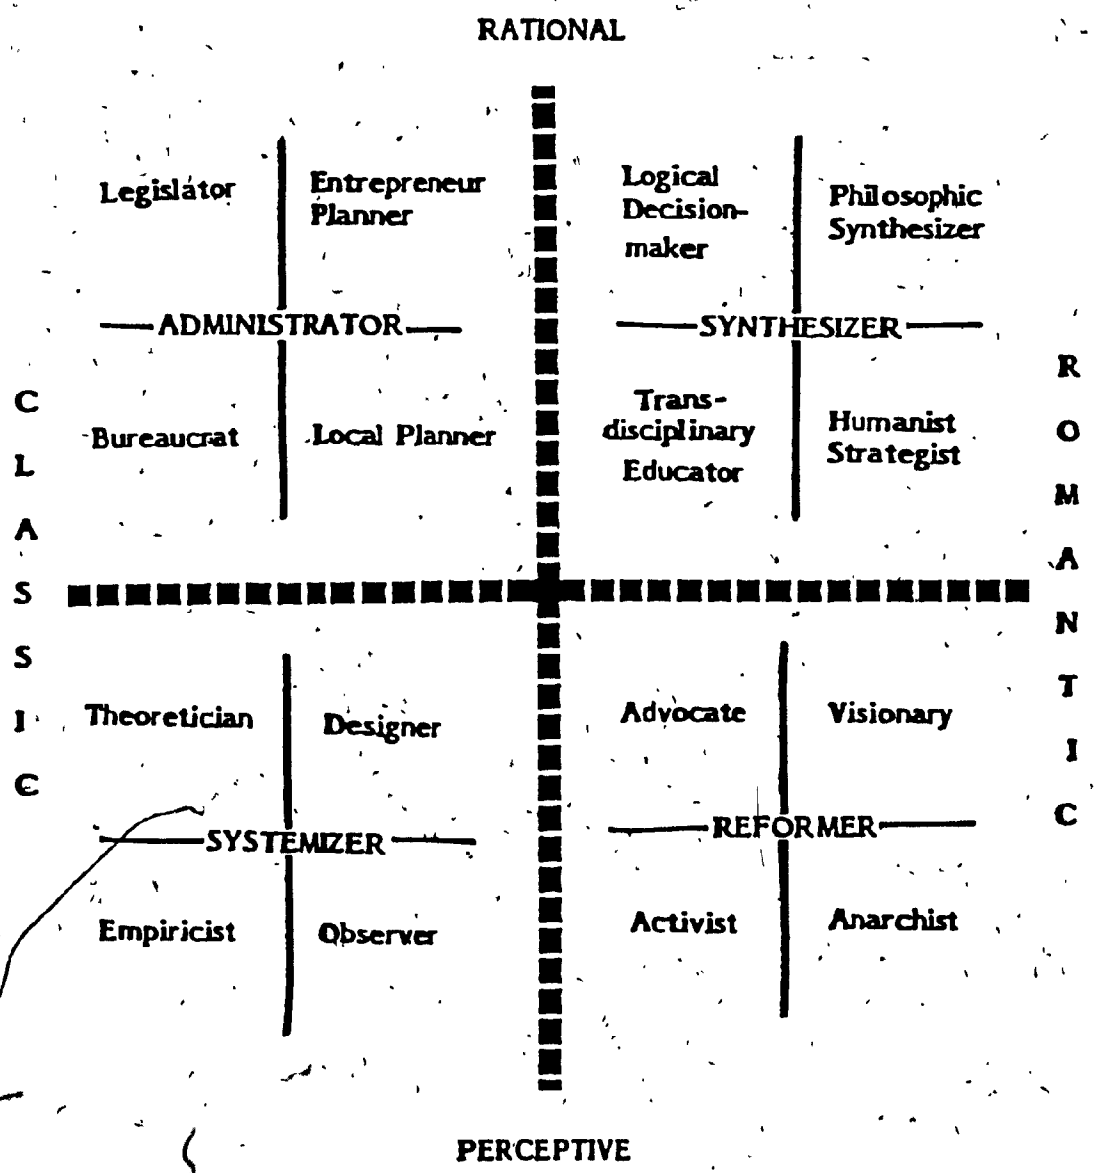 RATIONAL
Legislator
Entrepreneur
Planner
Logical
Decision-
maker
Philosophic
Synthesizer
ADMINISTRATOR
SYNTHESIZER
Bureaucrat
Local Planner
Trans-
disciplinary
Educator
Humanist
Strategist
CLASSIC
ROMANTIC
Theoretician
Designer
Advocate
Visionary
SYSTEMIZER
REFORMER
Empiricist
Observer
Activist
Anarchist
PERCEPTIVE